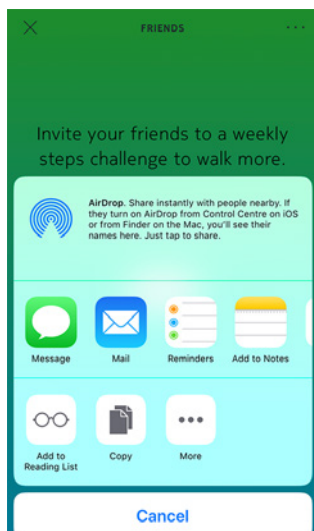 FRIENDS
Invite your friends to a weekly
steps challenge to walk more.
AirDrop. Share instantly with people nearby. If
they turn on AirDrop from Control Centre on iOS
or from Finder on the Mac, you'll see their
names here. Just tap to share.
Message Mail Reminders Add to Notes
Add to Copy More
Reading List
Cancel